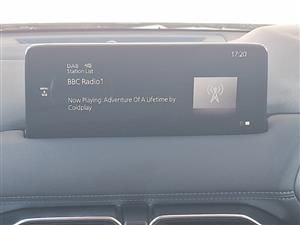 DAB
17:20
Station List
BBC Radio1
Now Playing: Adventure Of A Lifetime by
Coldplay